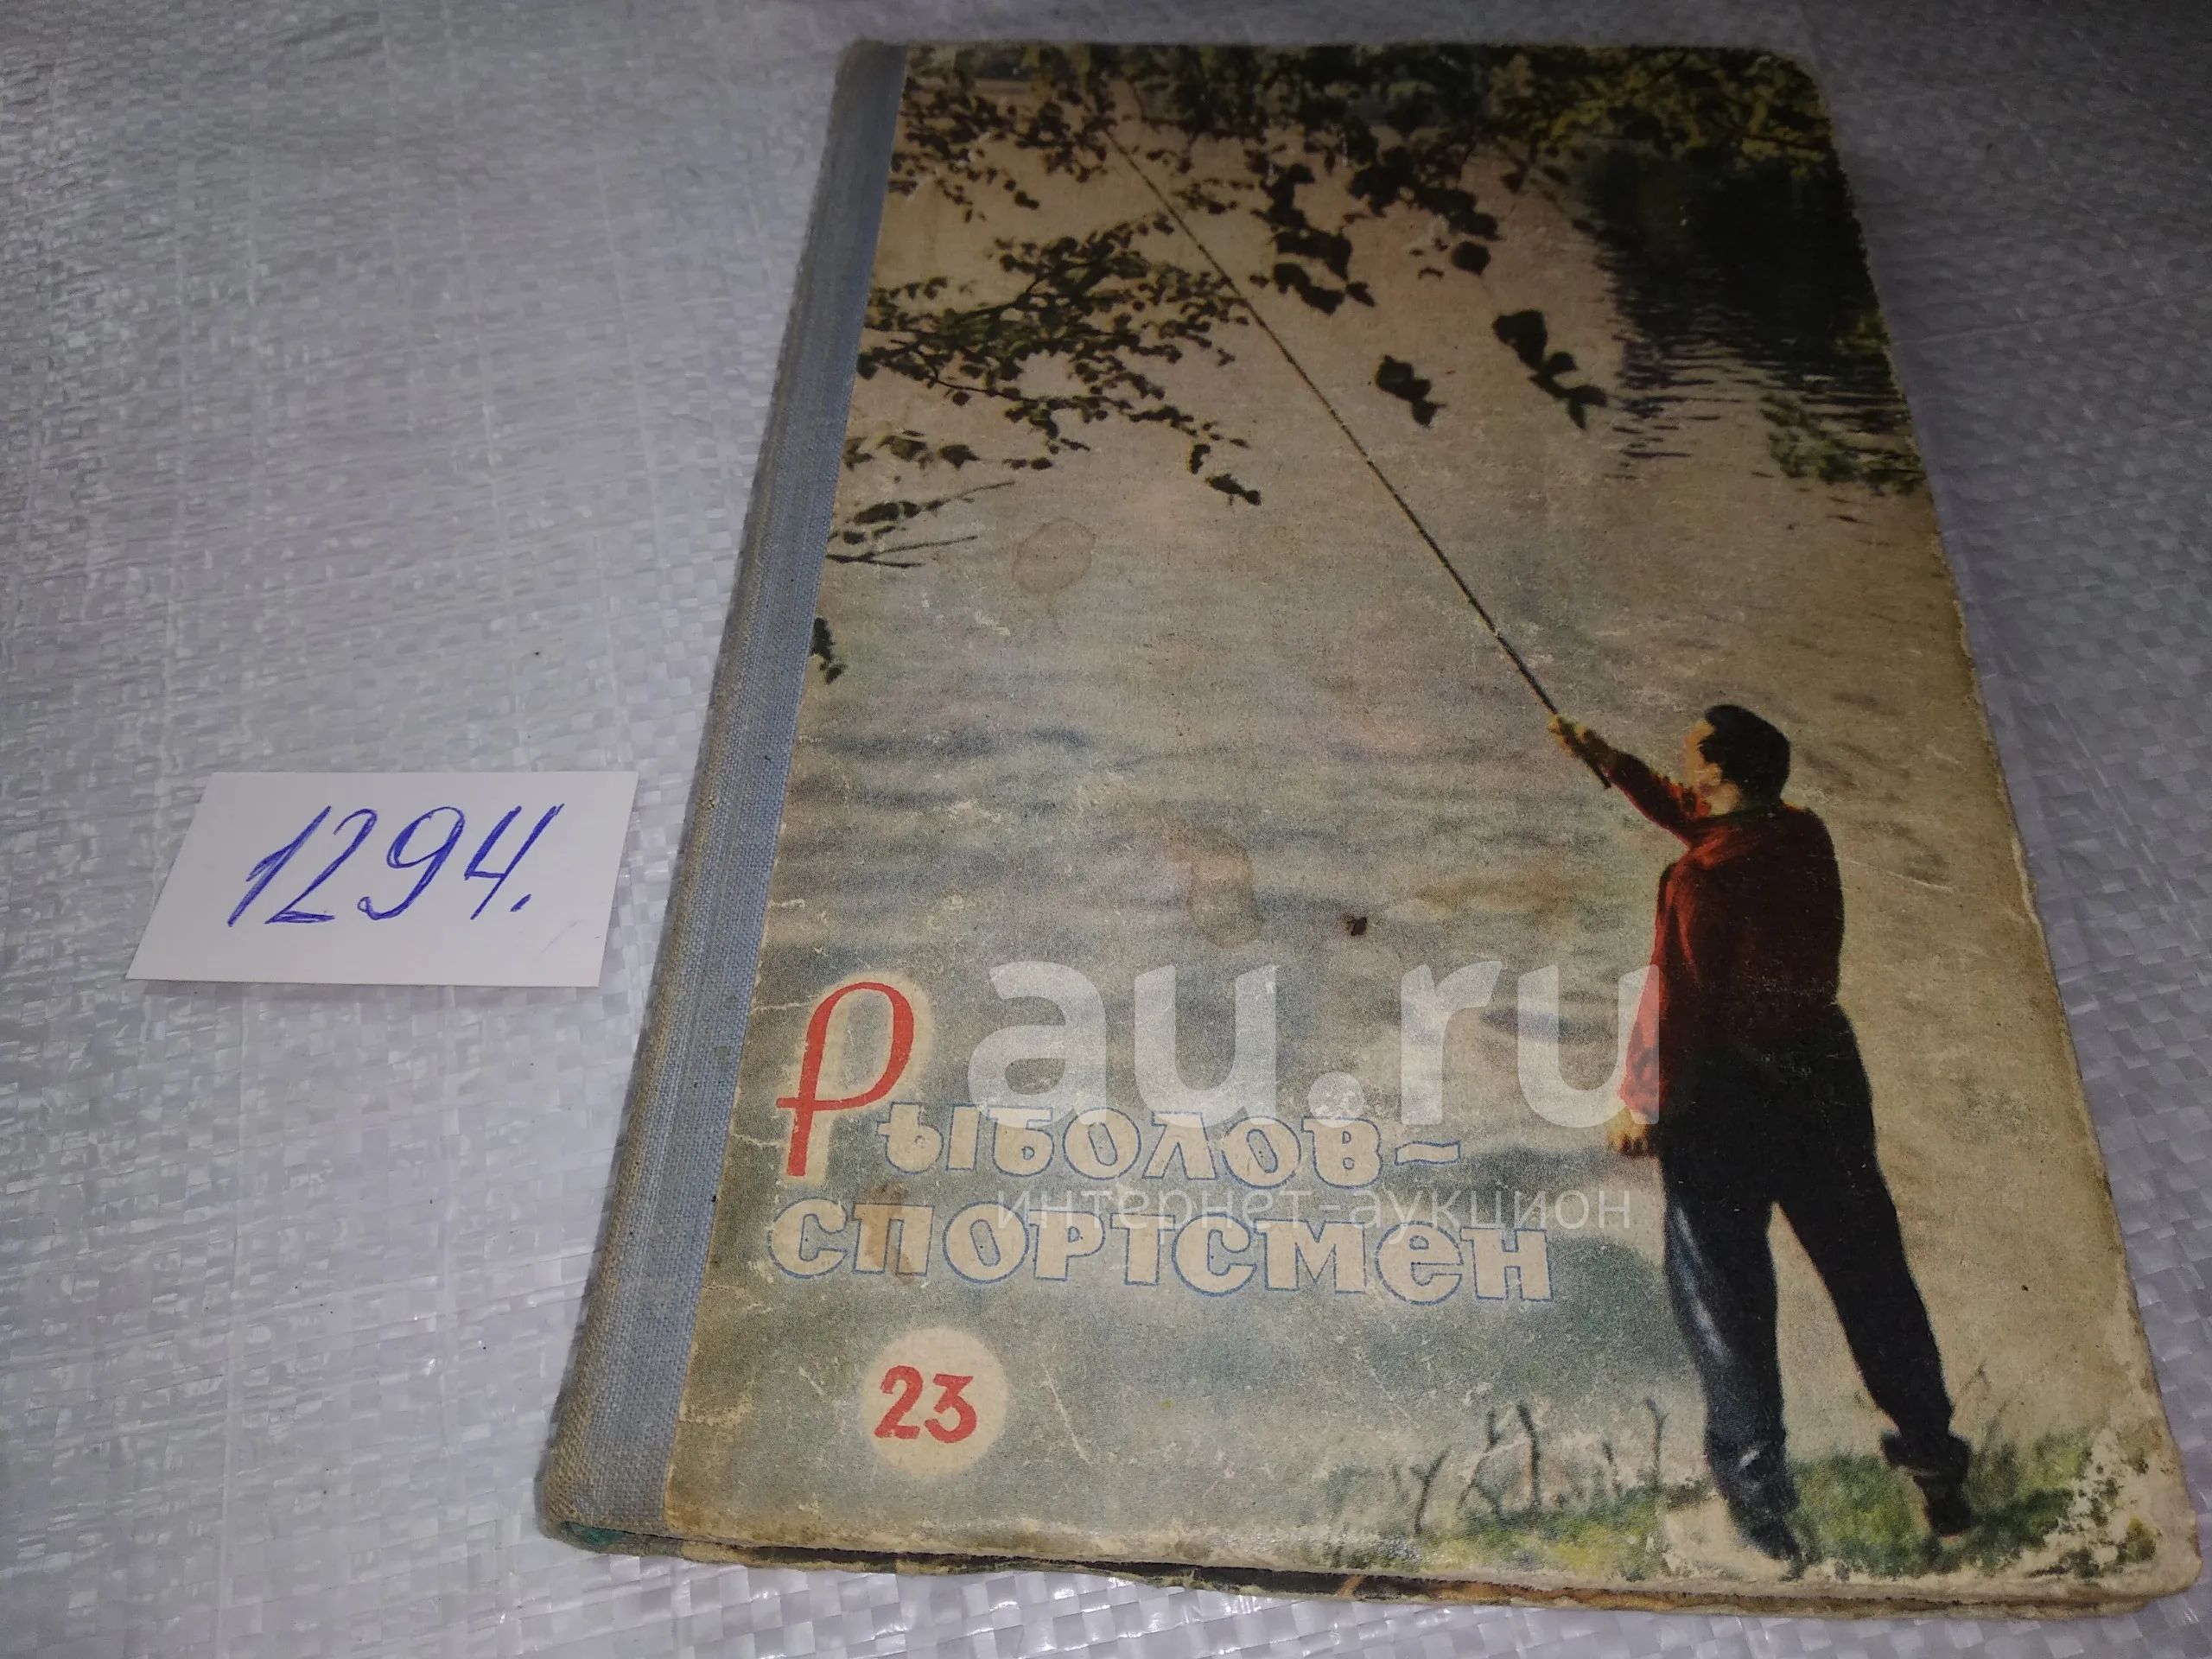 1294.
au.ru
Рыболов-
интернет-аукцион
спортсмен
23